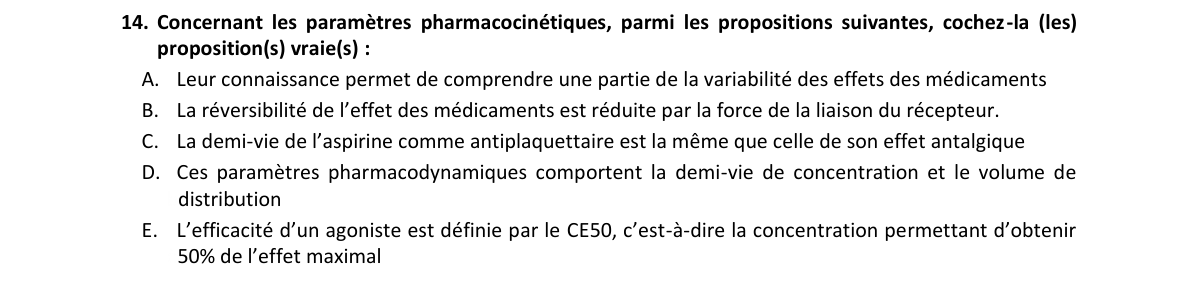 14. Concernant les paramètres pharmacocinétiques, parmi les propositions suivantes, cochez-la (les)
proposition(s) vraie(s) :
A. Leur connaissance permet de comprendre une partie de la variabilité des effets des médicaments
B. La réversibilité de l’effet des médicaments est réduite par la force de la liaison du récepteur.
C. La demi-vie de l’aspirine comme antiplaquettaire est la même que celle de son effet antalgique
D. Ces paramètres pharmacodynamiques comportent la demi-vie de concentration et le volume de
distribution
E. L’efficacité d’un agoniste est définie par le CE50, c’est-à-dire la concentration permettant d’obtenir
50% de l’effet maximal